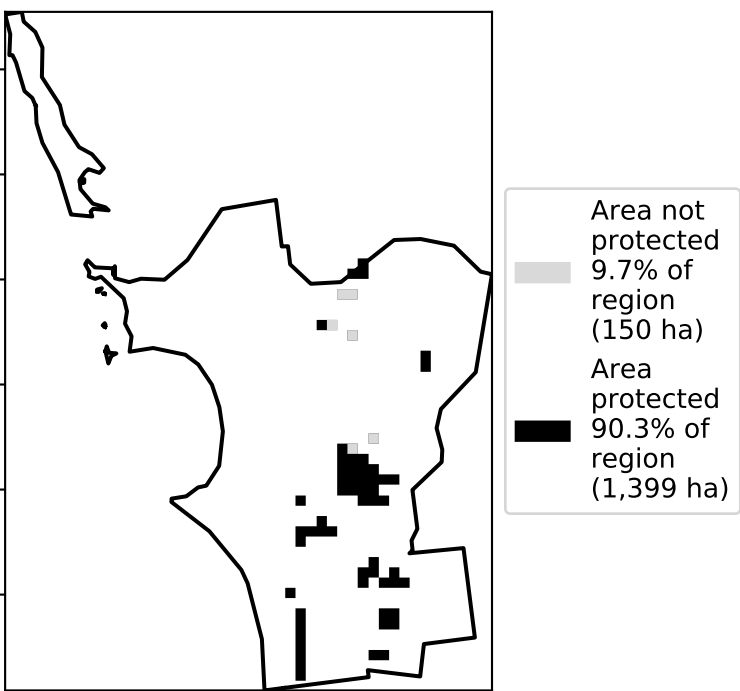 Area not
protected
9.7% of
region
(150 ha)
Area
protected
90.3% of
region
(1,399 ha)